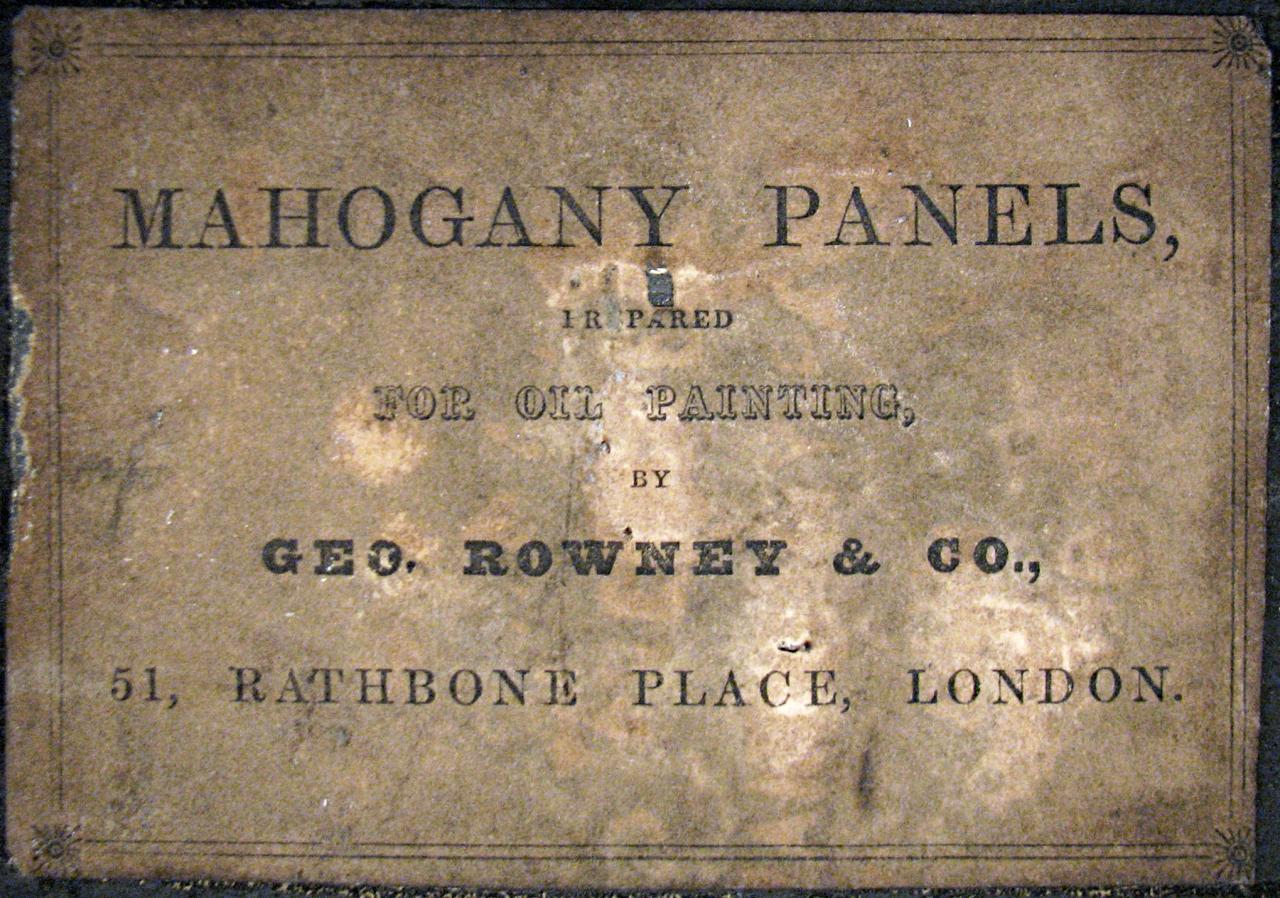 MAHOGANY PANELS,
PREPARED
FOR OIL PAINTING,
BY
GEO. ROWNEY & CO.,
51, RATHBONE PLACE, LONDON.